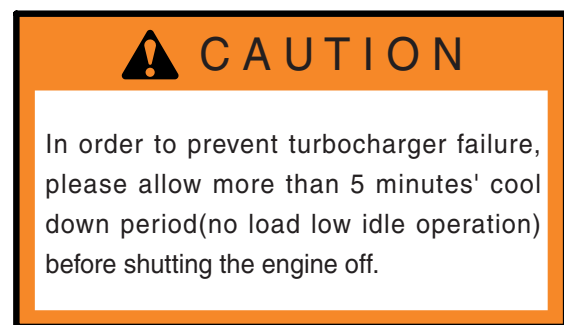 CAUTION
In order to prevent turbocharger failure,
please allow more than 5 minutes' cool
down period(no load low idle operation)
before shutting the engine off.